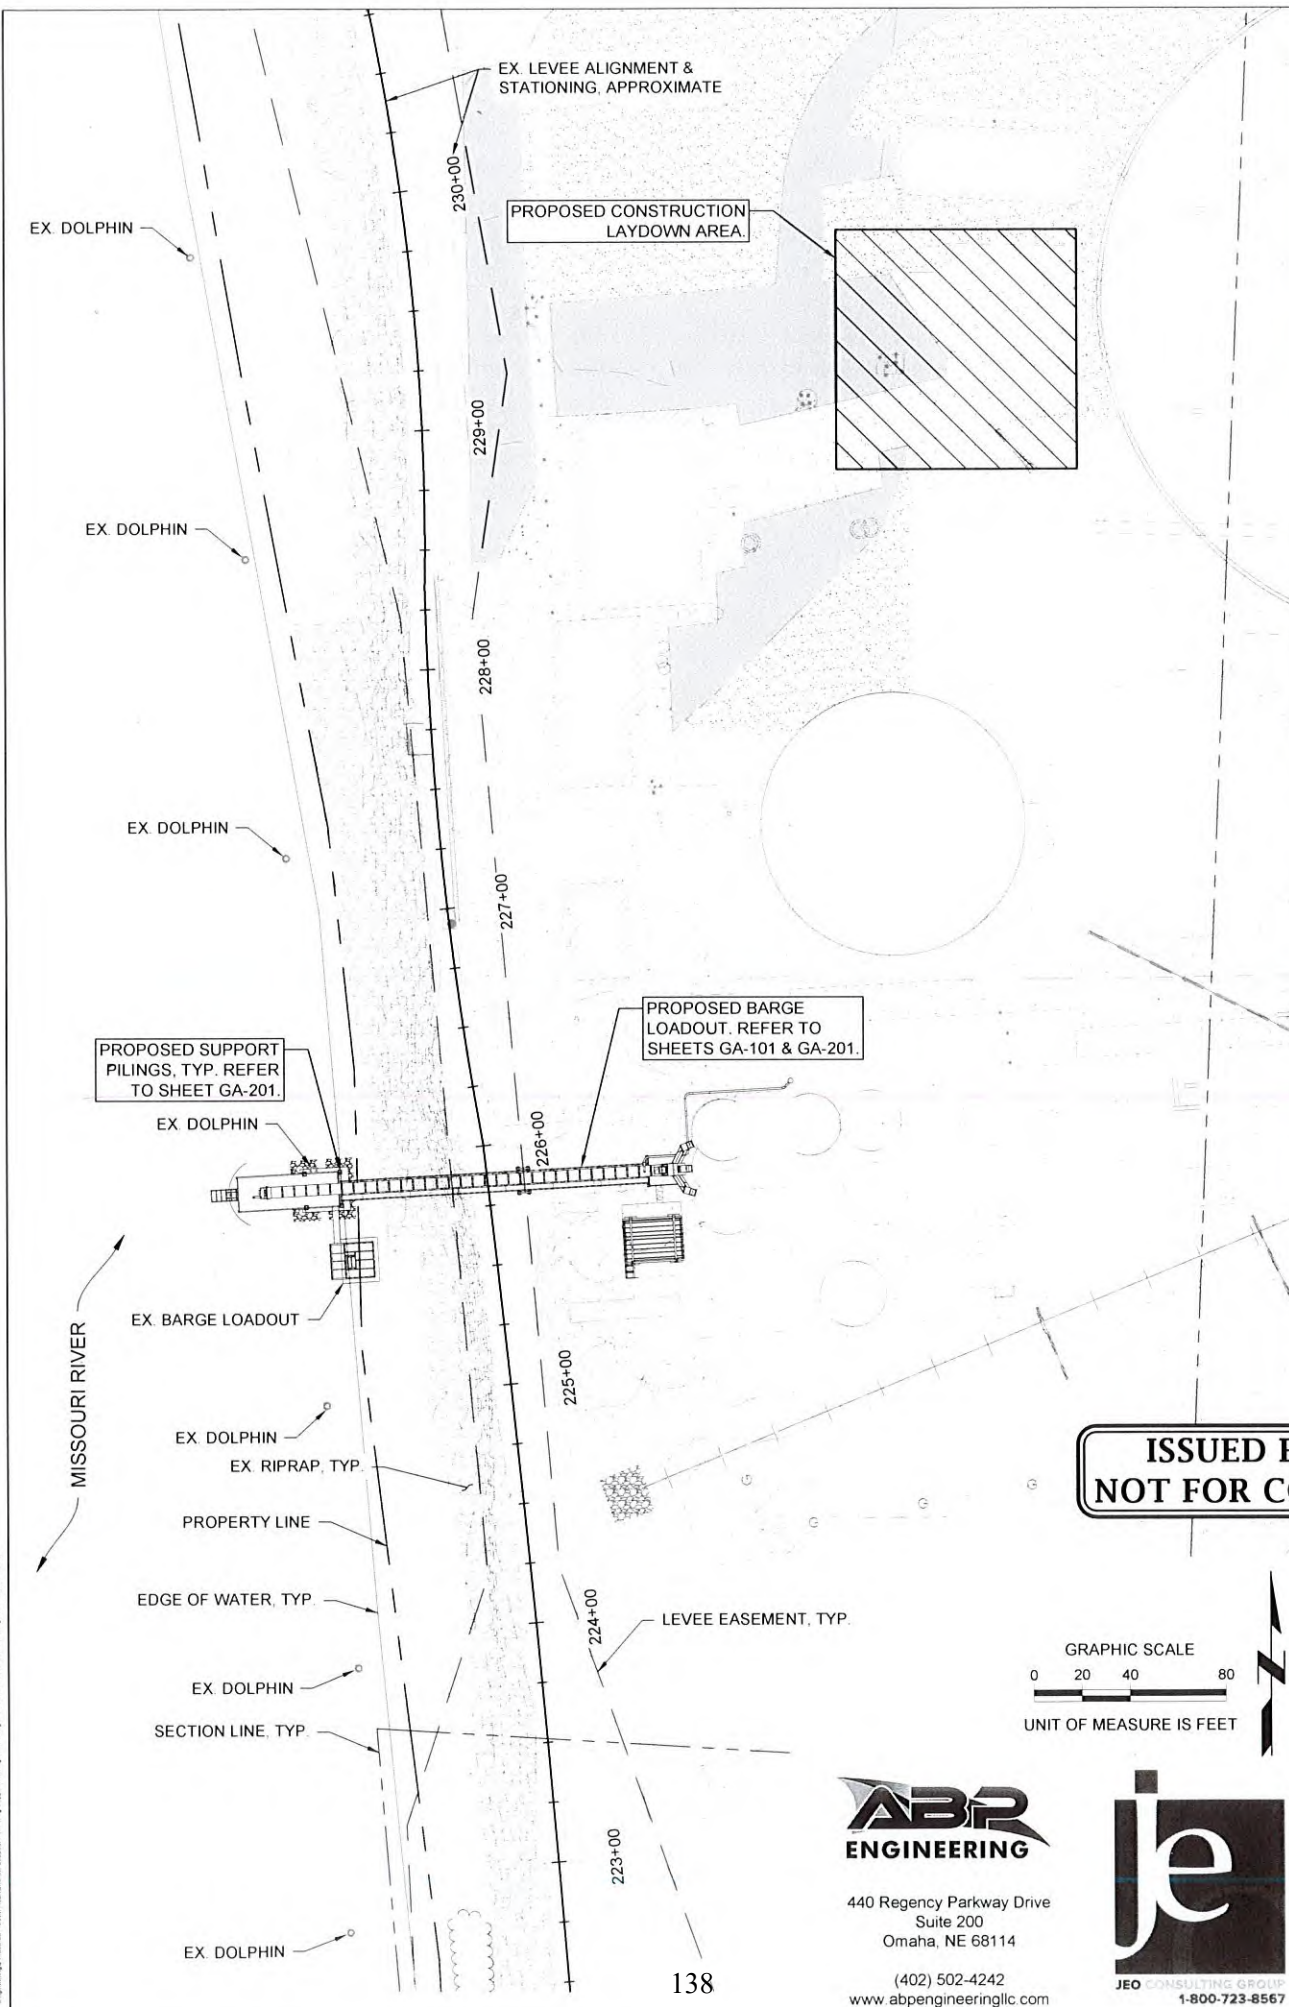 EX. LEVEE ALIGNMENT &
STATIONING, APPROXIMATE
230+00
PROPOSED CONSTRUCTION
LAYDOWN AREA.
EX. DOLPHIN
229+00
EX. DOLPHIN
228+00
EX. DOLPHIN
227+00
PROPOSED BARGE
LOADOUT. REFER TO
SHEETS GA-101 & GA-201.
PROPOSED SUPPORT
PILINGS, TYP. REFER
TO SHEET GA-201.
EX. DOLPHIN
226+00
EX. BARGE LOADOUT
MISSOURI RIVER
225+00
EX. DOLPHIN
EX. RIPRAP, TYP.
ISSUED
NOT FOR
PROPERTY LINE
EDGE OF WATER, TYP.
224+00
LEVEE EASEMENT, TYP.
EX. DOLPHIN
SECTION LINE, TYP.
GRAPHIC SCALE
0 20 40 80
UNIT OF MEASURE IS FEET
N
223+00
EX. DOLPHIN
ABP
ENGINEERING
440 Regency Parkway Drive
Suite 200
Omaha, NE 68114
(402) 502-4242
www.abpengineeringllc.com
je
JEO CONSULTING GROUP
1-800-723-8567
138